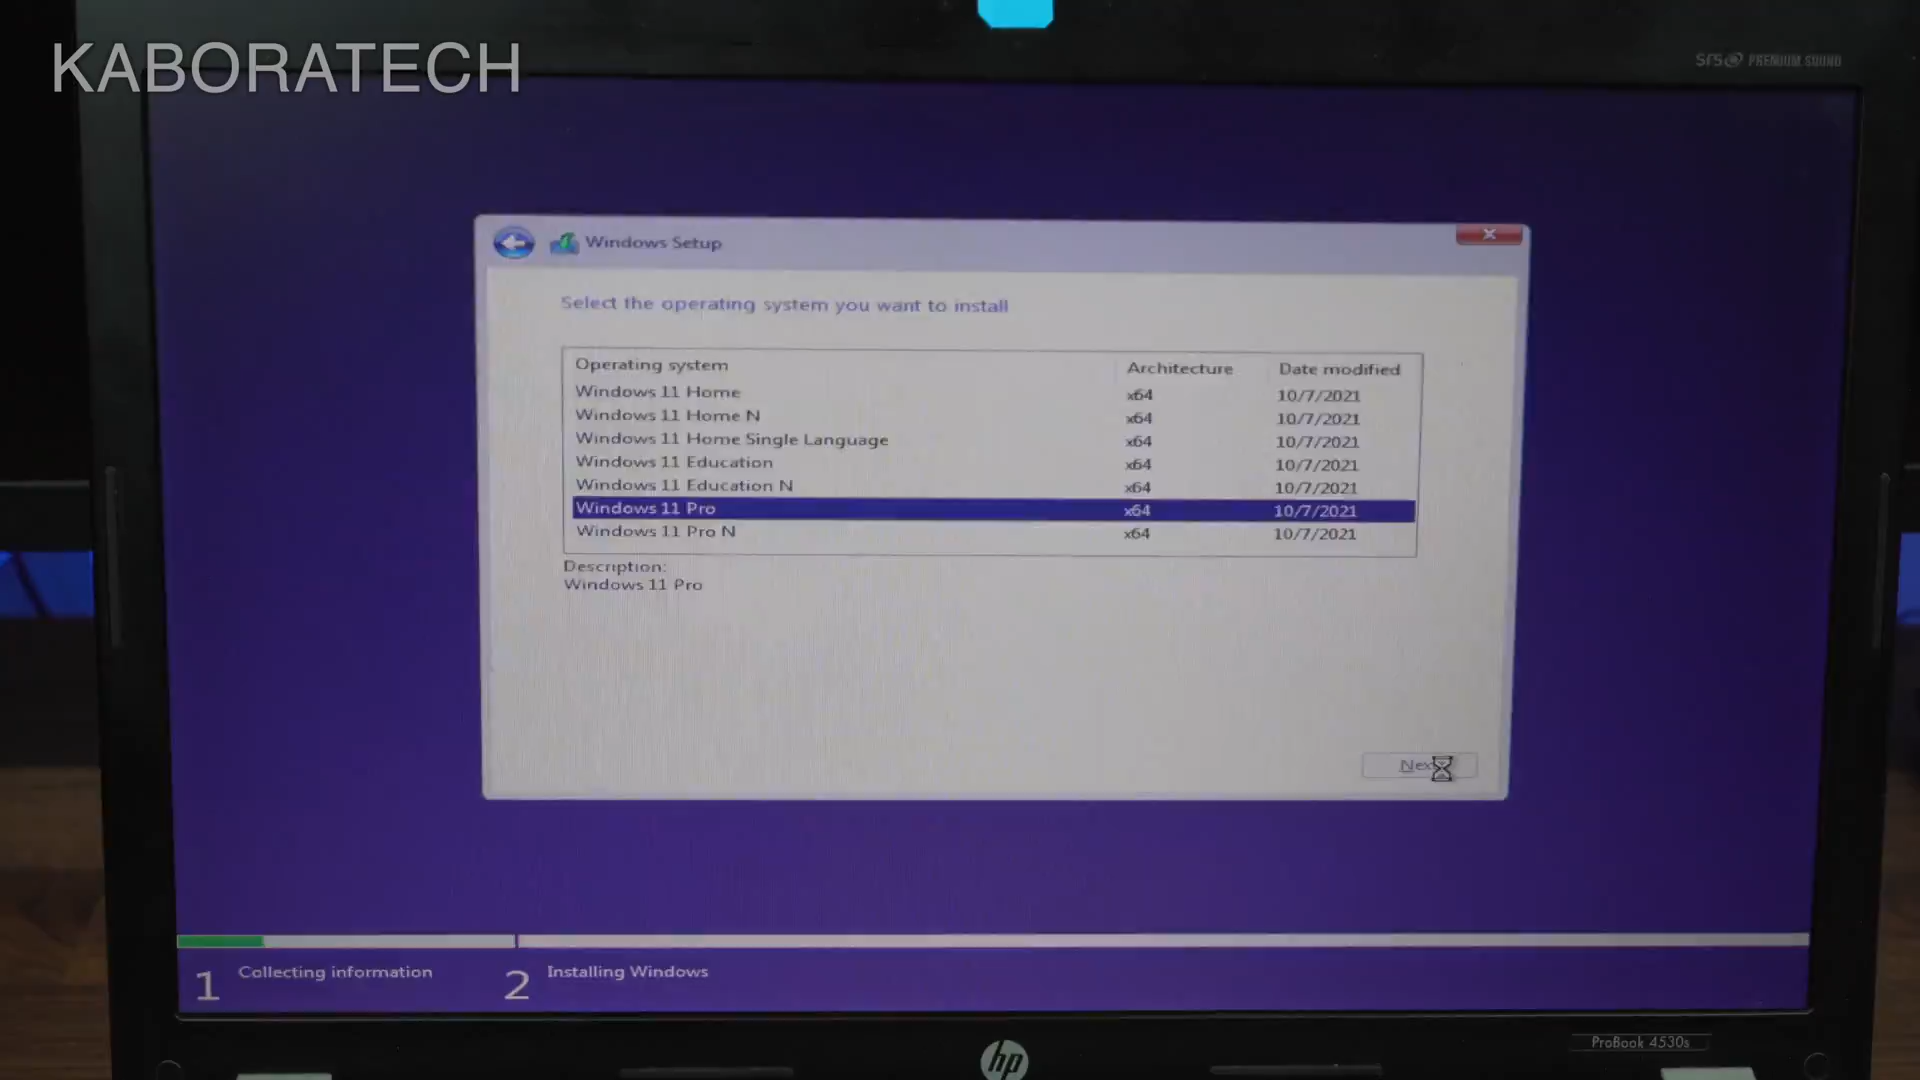 KABORATECH
SRS PREMIUM SOUND
Windows Setup
Select the operating system you want to install
Operating system Architecture Date modified
Windows 11 Home x64 10/7/2021
Windows 11 Home N x64 10/7/2021
Windows 11 Home Single Language x64 10/7/2021
Windows 11 Education x64 10/7/2021
Windows 11 Education N x64 10/7/2021
Windows 11 Pro x64 10/7/2021
Windows 11 Pro N x64 10/7/2021
Description:
Windows 11 Pro
Next
1 Collecting information 2 Installing Windows
hp
ProBook 4530s